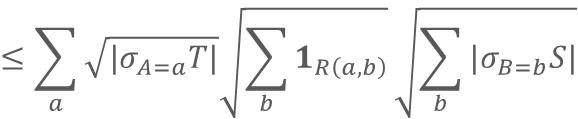 ≤ ∑_a √|σ_{A=a}T| √(∑_b 𝟏_{R(a,b)}) √(∑_b |σ_{B=b}S|)